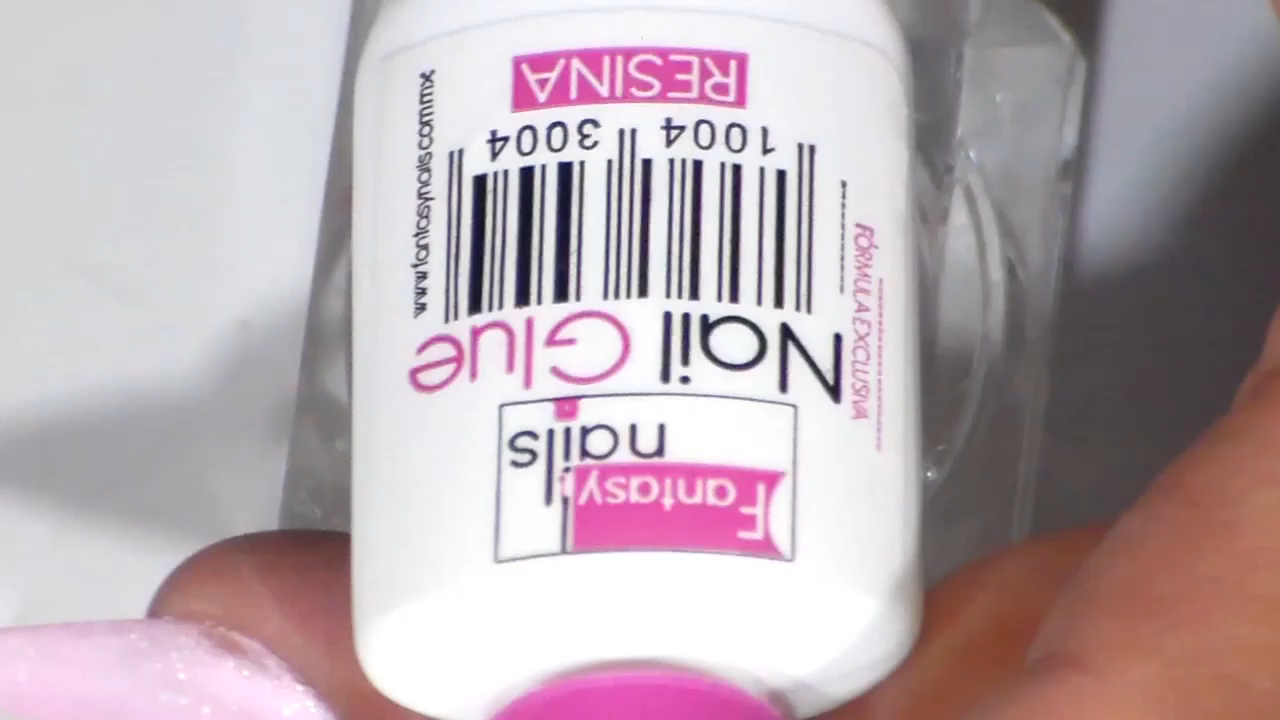 Fantasy
nails
Nail Glue
1004 3004
RESINA
FÓRMULA EXCLUSIVA
www.fantasynails.com.mx